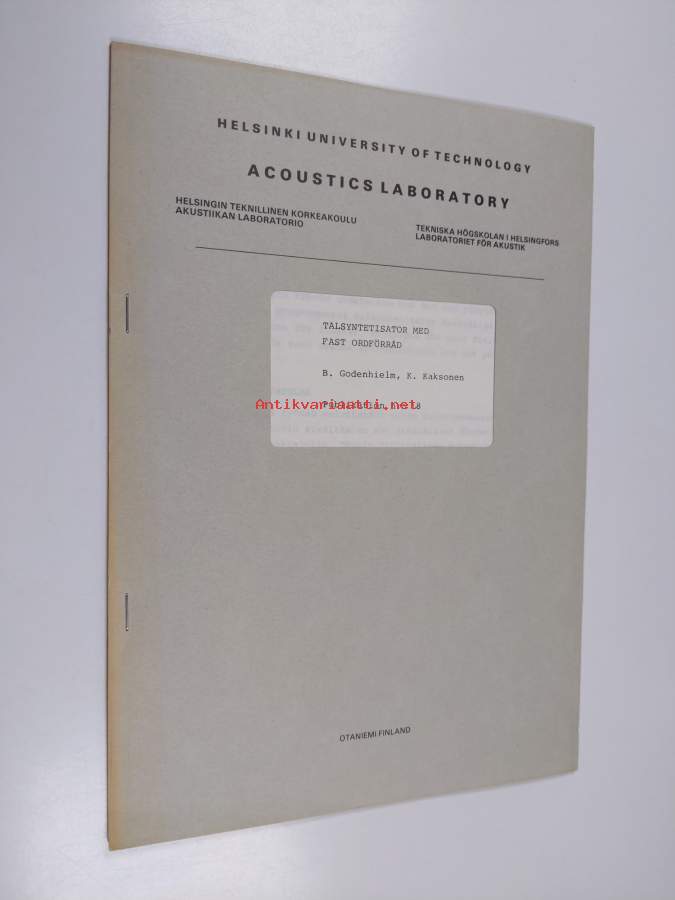 HELSINKI UNIVERSITY OF TECHNOLOGY
ACOUSTICS LABORATORY
HELSINGIN TEKNILLINEN KORKEAKOULU
AKUSTIIKAN LABORATORIO
TEKNISKA HÖGSKOLAN I HELSINGFORS
LABORATORIET FÖR AKUSTIK
TALSYNTETISATOR MED
FAST ORDFÖRRÅD
B. Godenhielm, K. Kaksonen
Antikvariaatti.net
OTANIEMI FINLAND